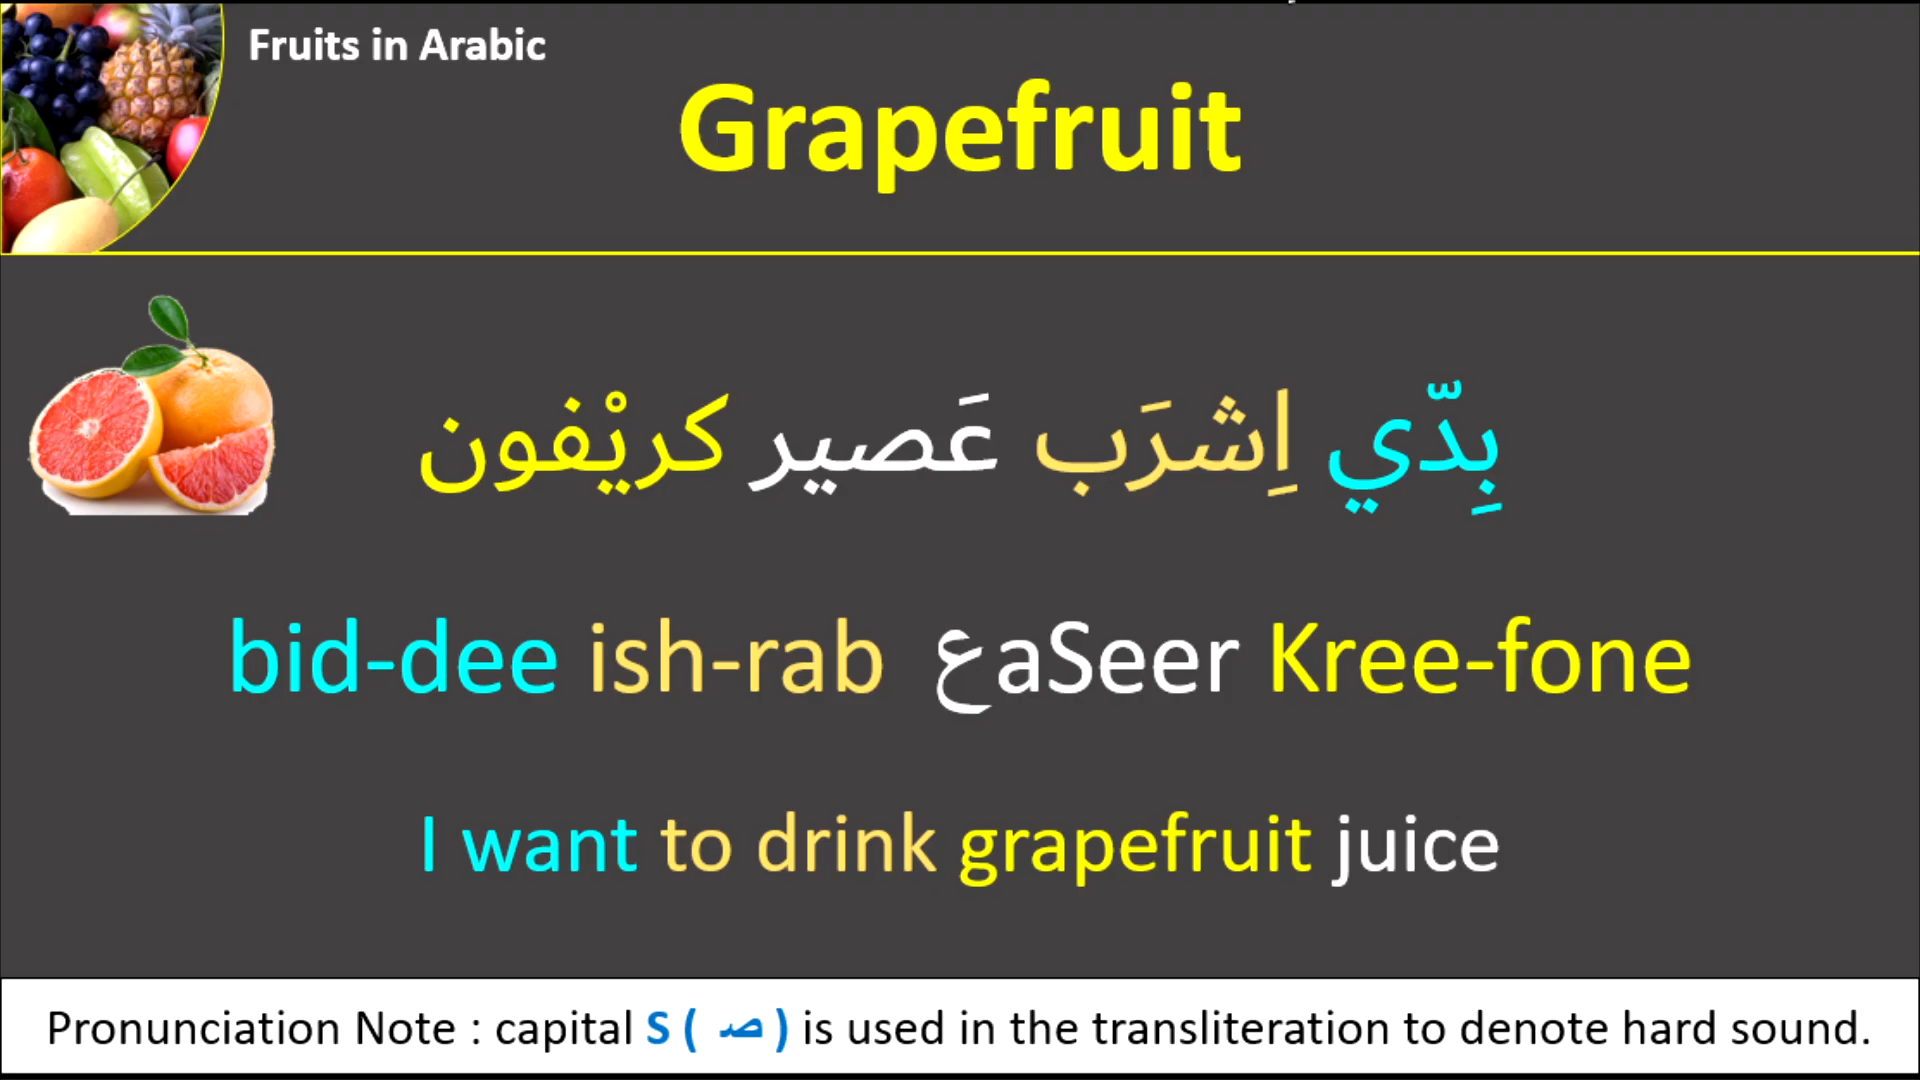 Fruits in Arabic
Grapefruit
بِدّي اِشرَب عَصير كريْفون
bid-dee ish-rab عaSeer Kree-fone
I want to drink grapefruit juice
Pronunciation Note : capital S ( صـ ) is used in the transliteration to denote hard sound.